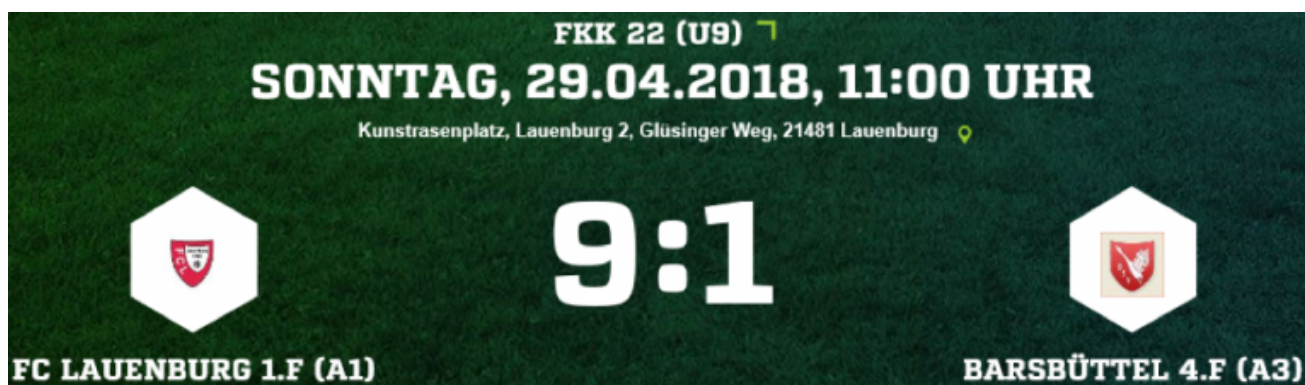 FKK 22 (U9)
SONNTAG, 29.04.2018, 11:00 UHR
Kunstrasenplatz, Lauenburg 2, Glüsinger Weg, 21481 Lauenburg
9:1
FCL
FC LAUENBURG 1.F (A1)
BARSBÜTTEL 4.F (A3)